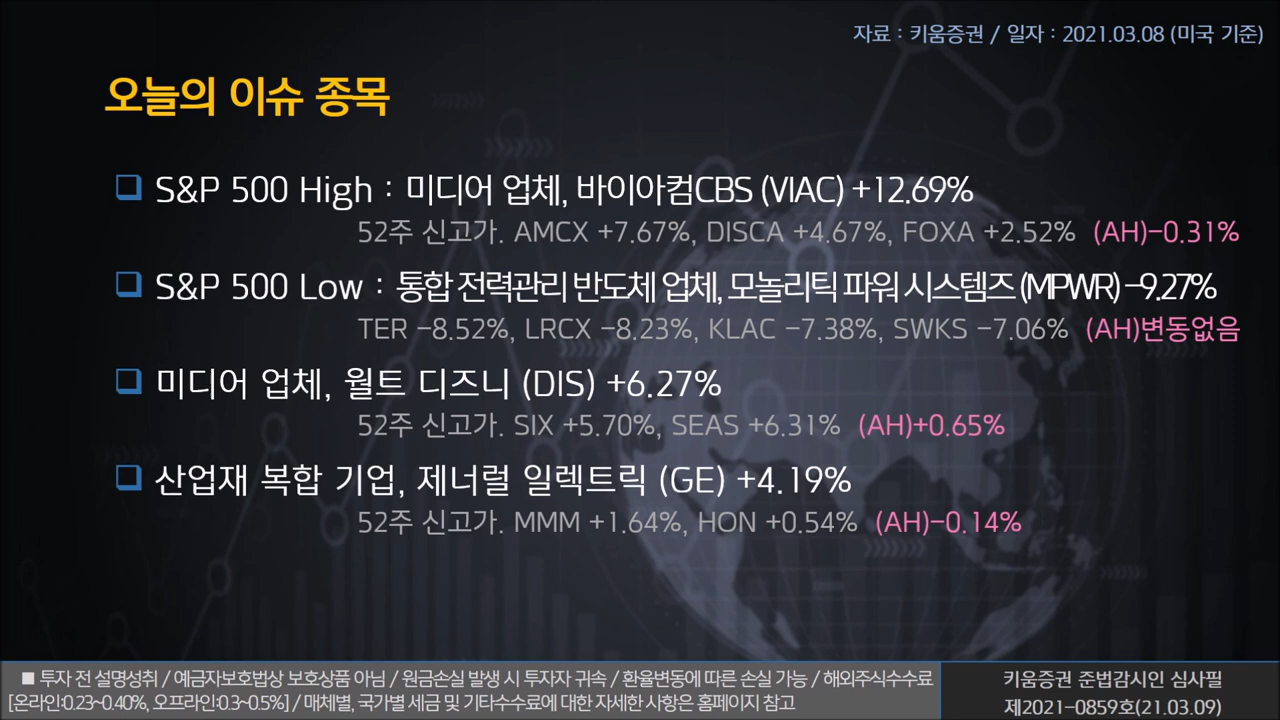 자료 : 키움증권 / 일자 : 2021.03.08 (미국 기준)
오늘의 이슈 종목
❑ S&P 500 High : 미디어 업체, 바이아컴CBS (VIAC) +12.69%
52주 신고가. AMCX +7.67%, DISCA +4.67%, FOXA +2.52% (AH)-0.31%
❑ S&P 500 Low : 통합 전력관리 반도체 업체, 모놀리틱 파워 시스템즈 (MPWR) -9.27%
TER -8.52%, LRCX -8.23%, KLAC -7.38%, SWKS -7.06% (AH)변동없음
❑ 미디어 업체, 월트 디즈니 (DIS) +6.27%
52주 신고가. SIX +5.70%, SEAS +6.31% (AH)+0.65%
❑ 산업재 복합 기업, 제너럴 일렉트릭 (GE) +4.19%
52주 신고가. MMM +1.64%, HON +0.54% (AH)-0.14%
■ 투자 전 설명성취 / 예금자보호법상 보호상품 아님 / 원금손실 발생 시 투자자 귀속 / 환율변동에 따른 손실 가능 / 해외주식수수료
[온라인:0.23~0.40%, 오프라인:0.3~0.5%] / 매체별, 국가별 세금 및 기타수수료에 대한 자세한 사항은 홈페이지 참고
키움증권 준법감시인 심사필
제2021-0859호(21.03.09)